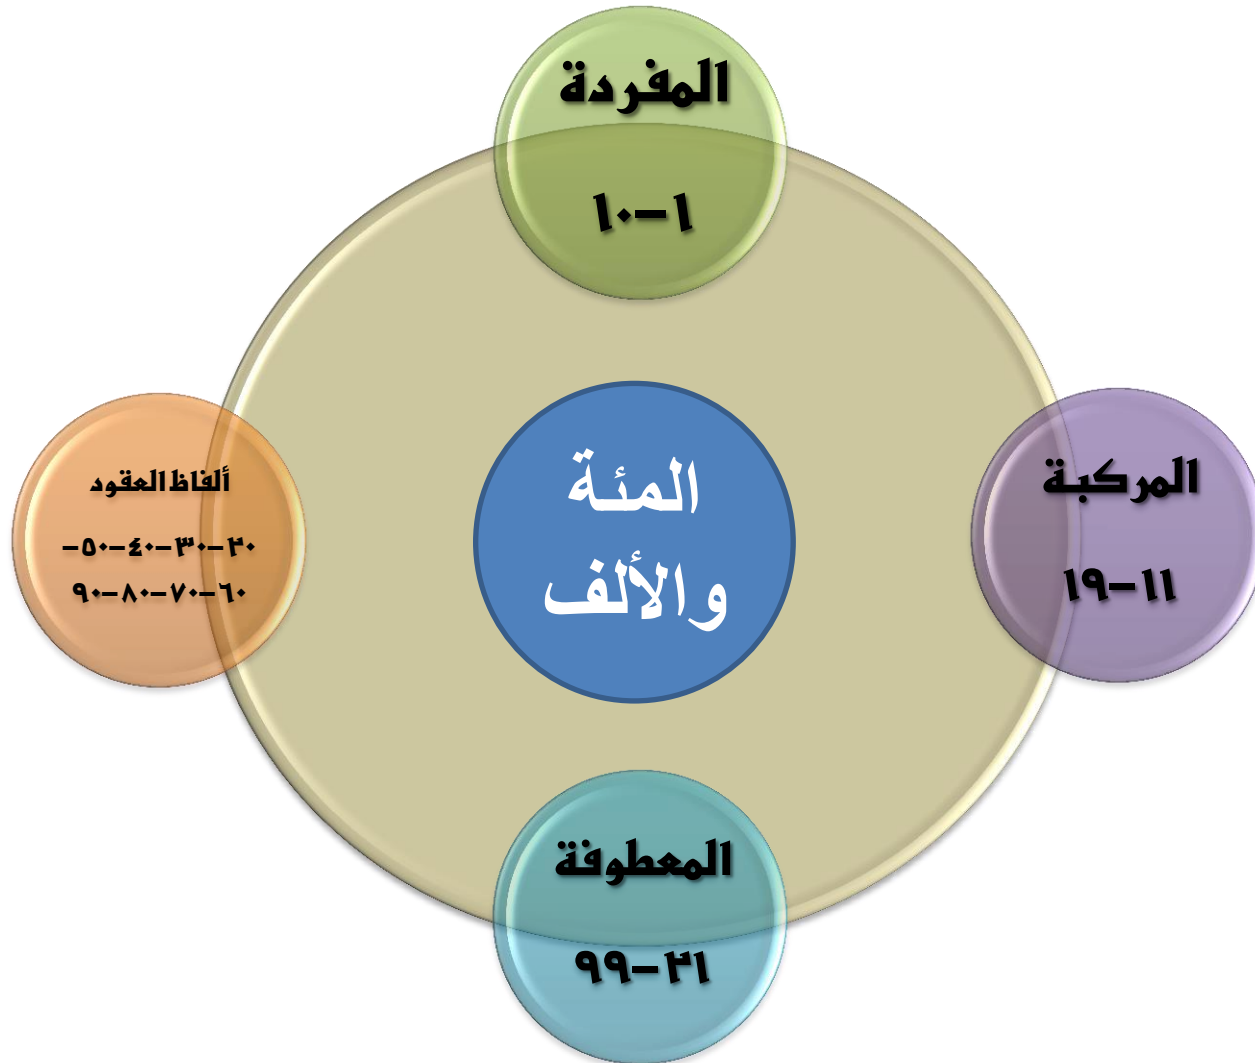 المفردة
١-١٠
المركبة
١١-١٩
المئة
والألف
ألفاظ العقود
٢٠-٣٠-٤٠-٥٠-
٦٠-٧٠-٨٠-٩٠
المعطوفة
٢١-٩٩